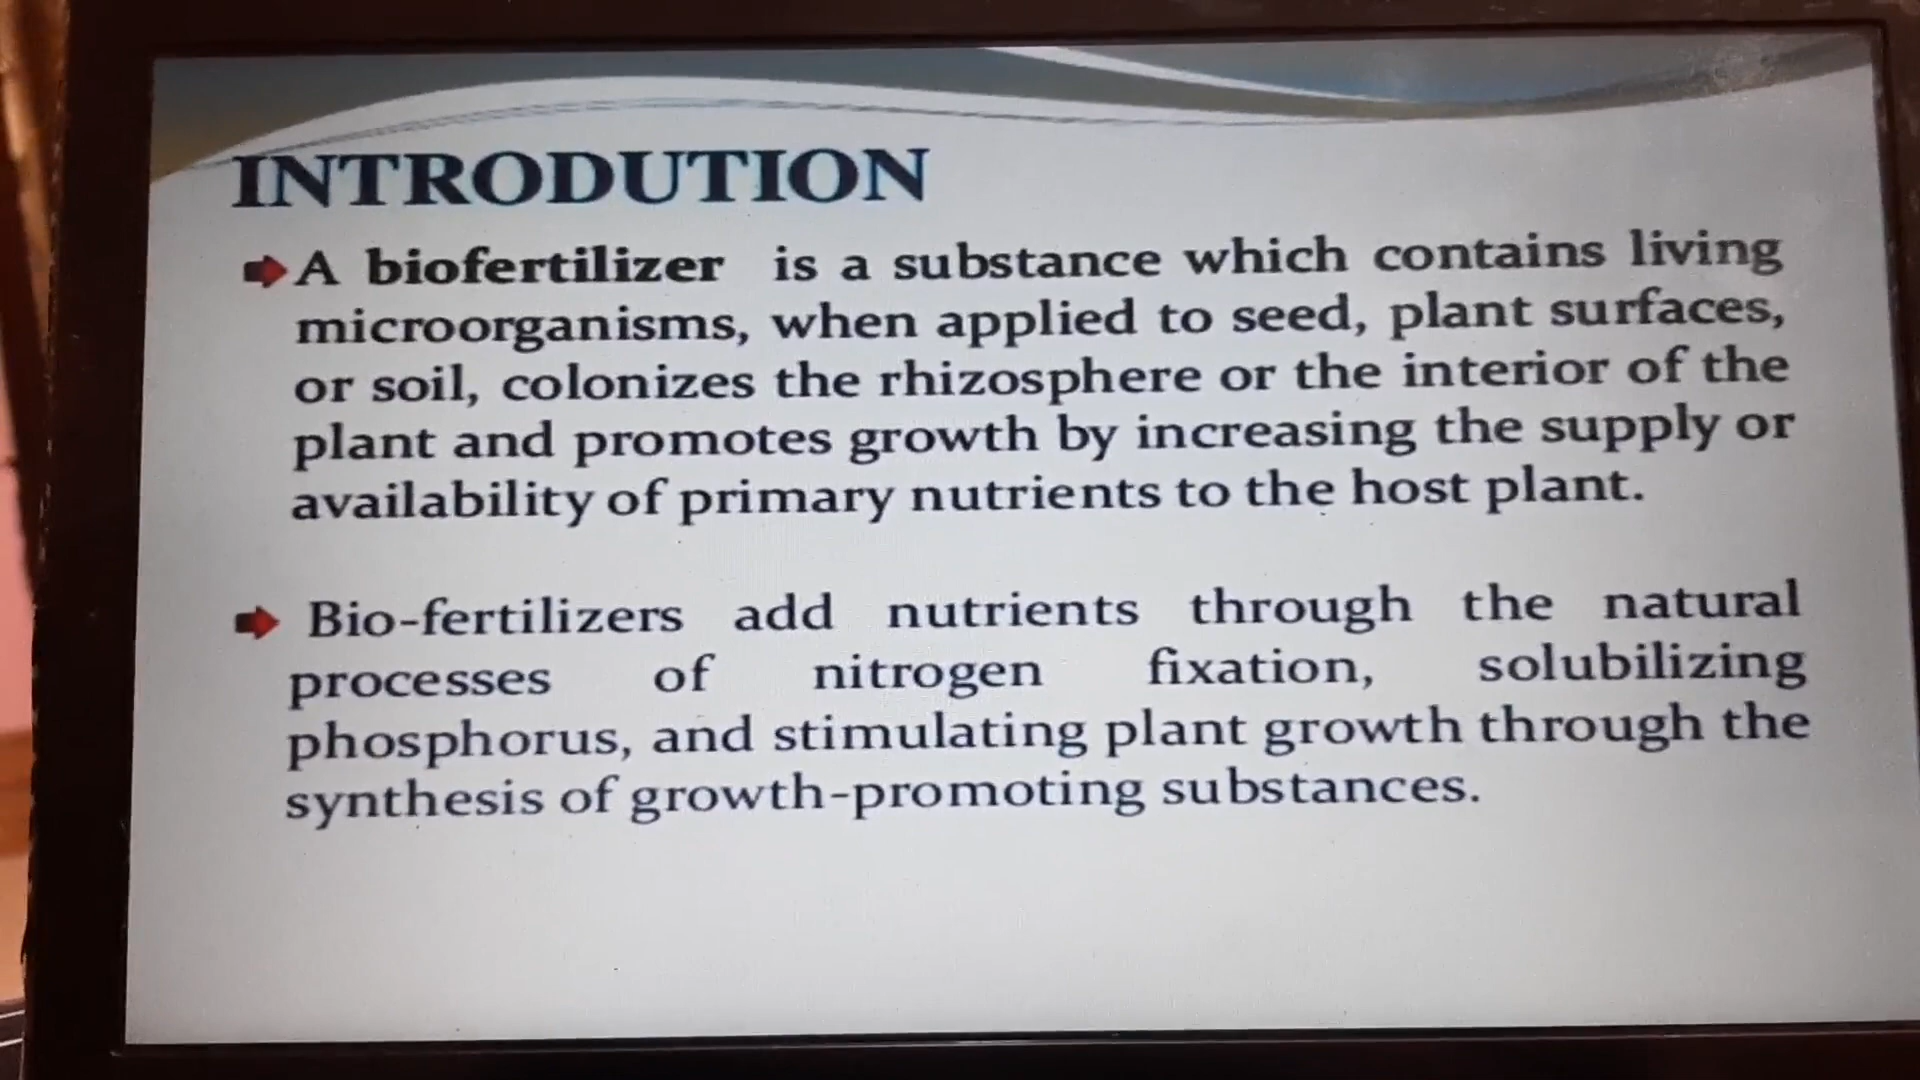 INTRODUTION
A biofertilizer is a substance which contains living
microorganisms, when applied to seed, plant surfaces,
or soil, colonizes the rhizosphere or the interior of the
plant and promotes growth by increasing the supply or
availability of primary nutrients to the host plant.
Bio-fertilizers add nutrients through the natural
processes of nitrogen fixation, solubilizing
phosphorus, and stimulating plant growth through the
synthesis of growth-promoting substances.